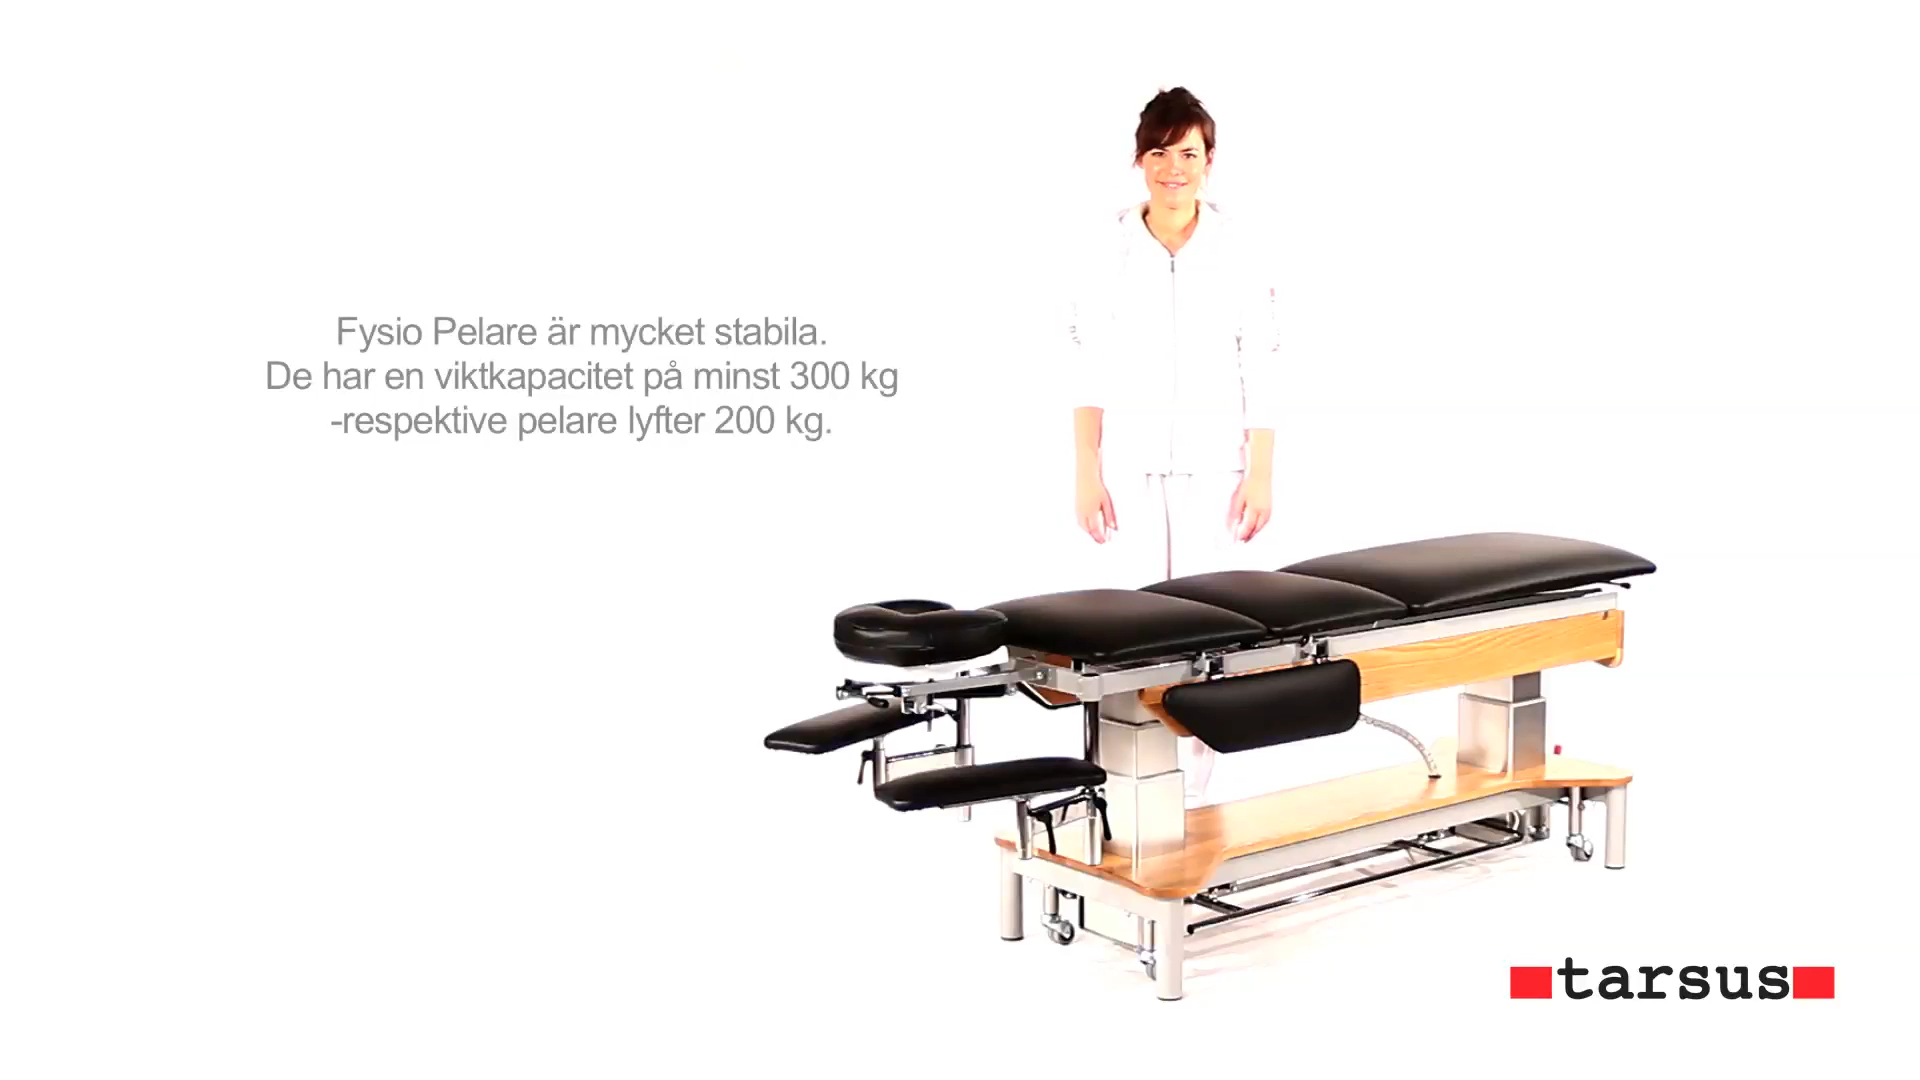 Fysio Pelare är mycket stabila.
De har en viktkapacitet på minst 300 kg
-respektive pelare lyfter 200 kg.
tarsus